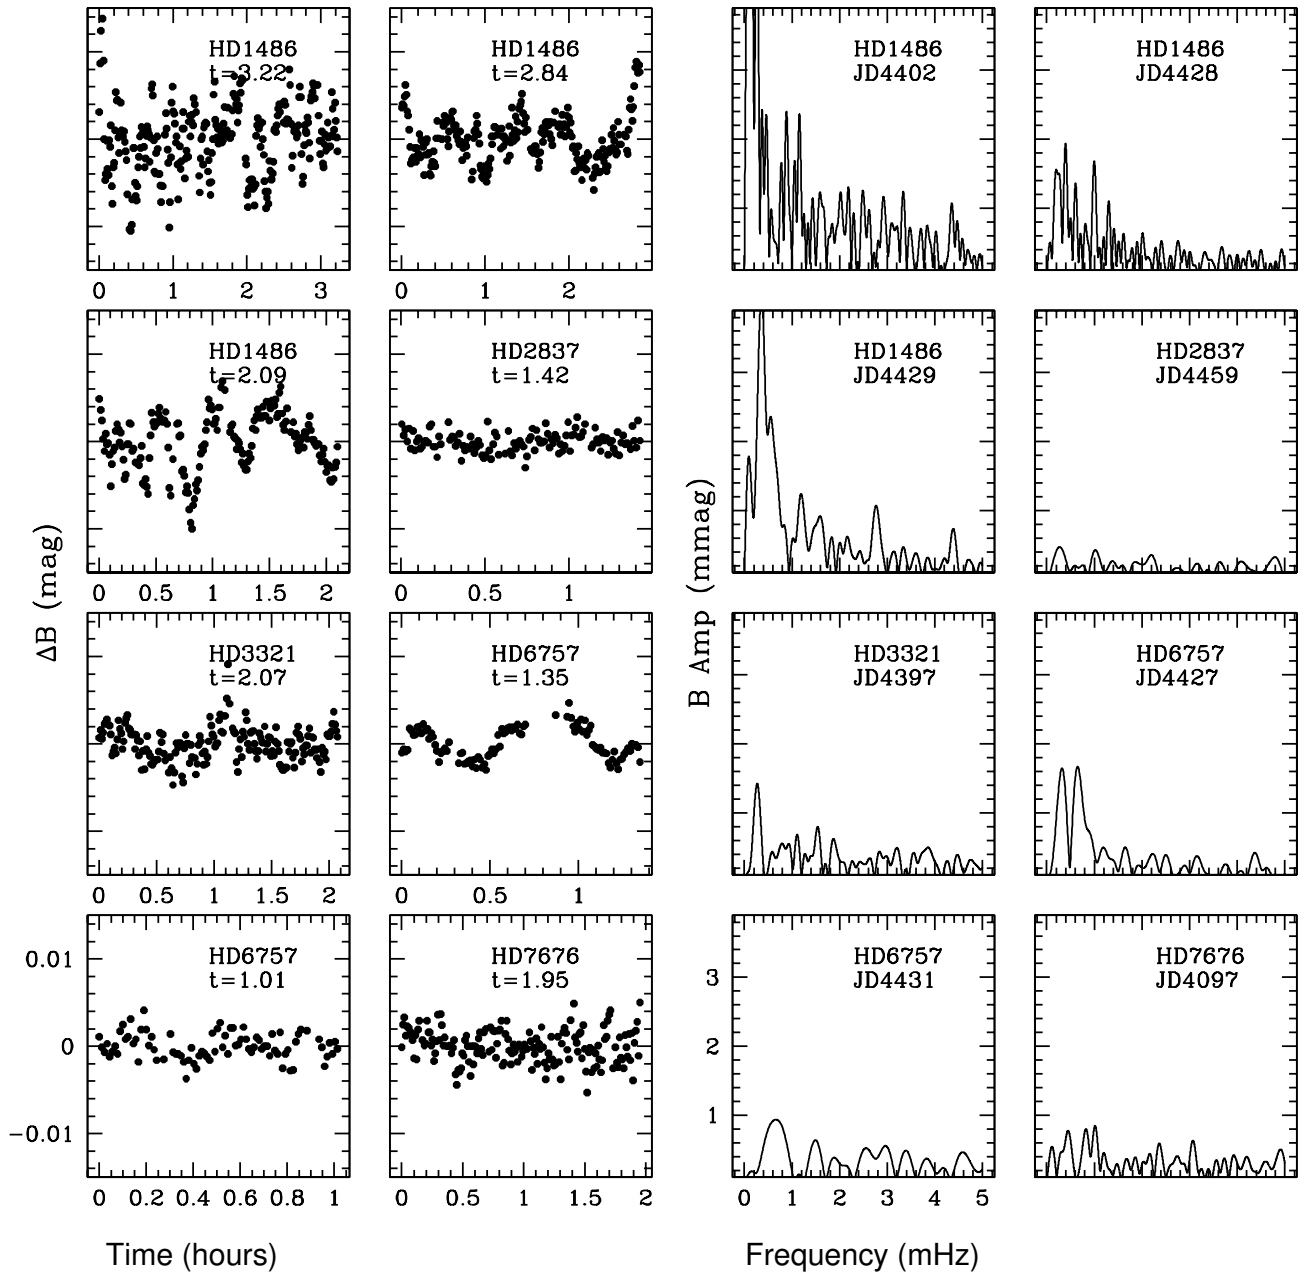 HD1486
t=3.22
HD1486
t=2.84
HD1486
JD4402
HD1486
JD4428
0 1 2 3
0 1 2
HD1486
t=2.09
HD2837
t=1.42
HD1486
JD4429
HD2837
JD4459
0 0.5 1 1.5 2
0 0.5 1
HD3321
t=2.07
HD6757
t=1.35
HD3321
JD4397
HD6757
JD4427
0 0.5 1 1.5 2
0 0.5 1
HD6757
t=1.01
HD7676
t=1.95
HD6757
JD4431
HD7676
JD4097
0.01
0
−0.01
3
2
1
0 0.2 0.4 0.6 0.8 1
0 0.5 1 1.5 2
0 1 2 3 4 5
ΔB (mag)
B Amp (mmag)
Time (hours)
Frequency (mHz)